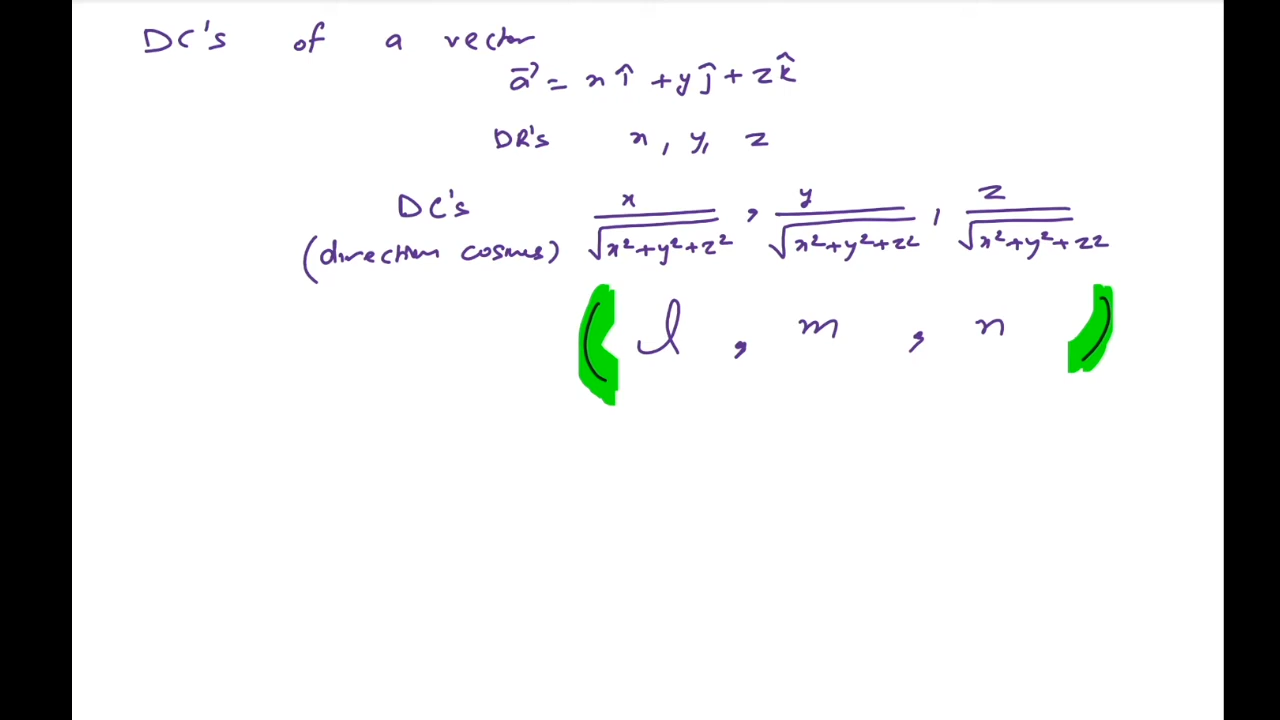 DC's of a vector
a⃗ = x î + y ĵ + z k̂
DR's x, y, z
DC's x/√x²+y²+z² , y/√x²+y²+z² , z/√x²+y²+z²
(direction cosines)
( l , m , n )